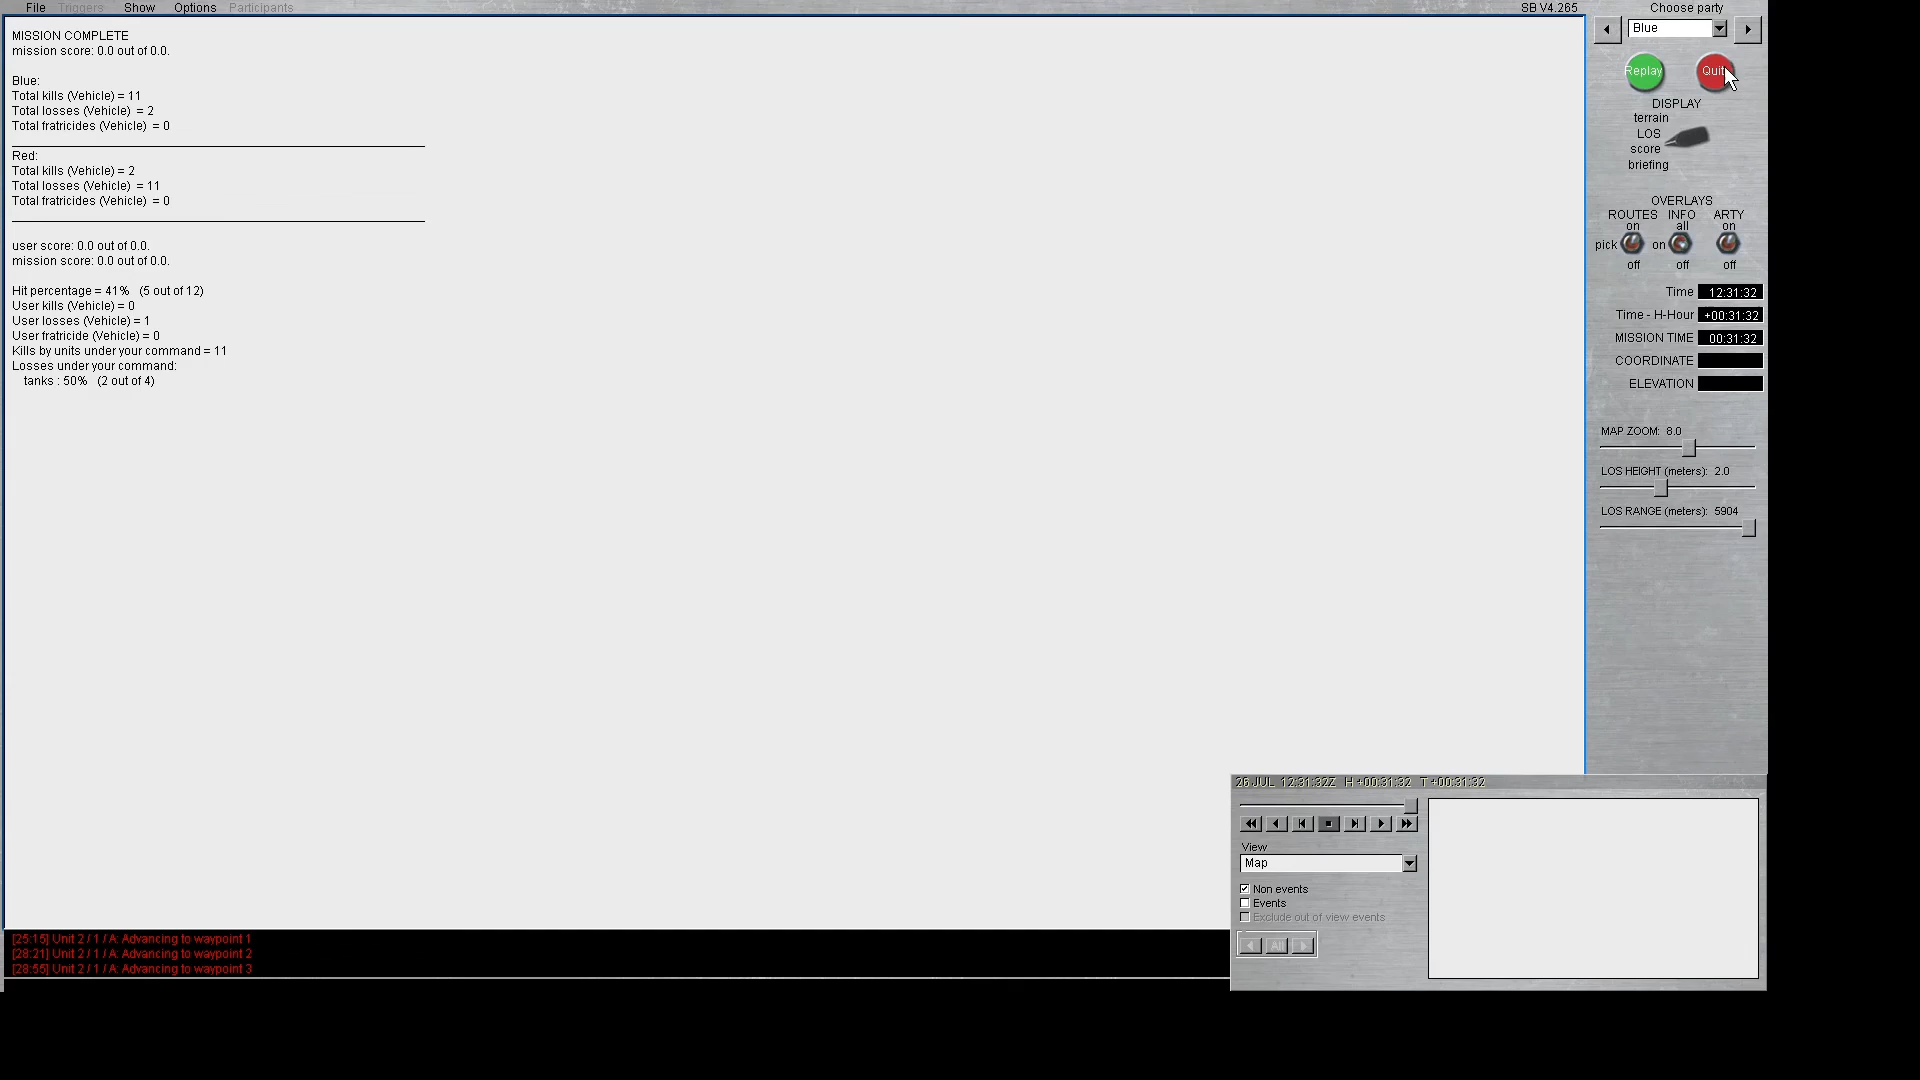 File Triggers Show Options Participants SB V4.265
MISSION COMPLETE
mission score: 0.0 out of 0.0.
Blue:
Total kills (Vehicle) = 11
Total losses (Vehicle) = 2
Total fratricides (Vehicle) = 0
Red:
Total kills (Vehicle) = 2
Total losses (Vehicle) = 11
Total fratricides (Vehicle) = 0
user score: 0.0 out of 0.0.
mission score: 0.0 out of 0.0.
Hit percentage = 41% (5 out of 12)
User kills (Vehicle) = 0
User losses (Vehicle) = 1
User fratricide (Vehicle) = 0
Kills by units under your command = 11
Losses under your command:
tanks : 50% (2 out of 4)
[25:15] Unit 2 / 1 / A: Advancing to waypoint 1
[28:21] Unit 2 / 1 / A: Advancing to waypoint 2
[28:55] Unit 2 / 1 / A: Advancing to waypoint 3
Choose party
Blue
Replay Quit
DISPLAY
terrain
LOS
score
briefing
OVERLAYS
ROUTES INFO ARTY
on all on
pick on
off off off
Time 12:31:32
Time - H-Hour +00:31:32
MISSION TIME 00:31:32
COORDINATE
ELEVATION
MAP ZOOM: 8.0
LOS HEIGHT (meters): 2.0
LOS RANGE (meters): 5904
26 JUL 12:31:32Z H +00:31:32 T +00:31:32
View
Map
Non events
Events
Exclude out of view events
All